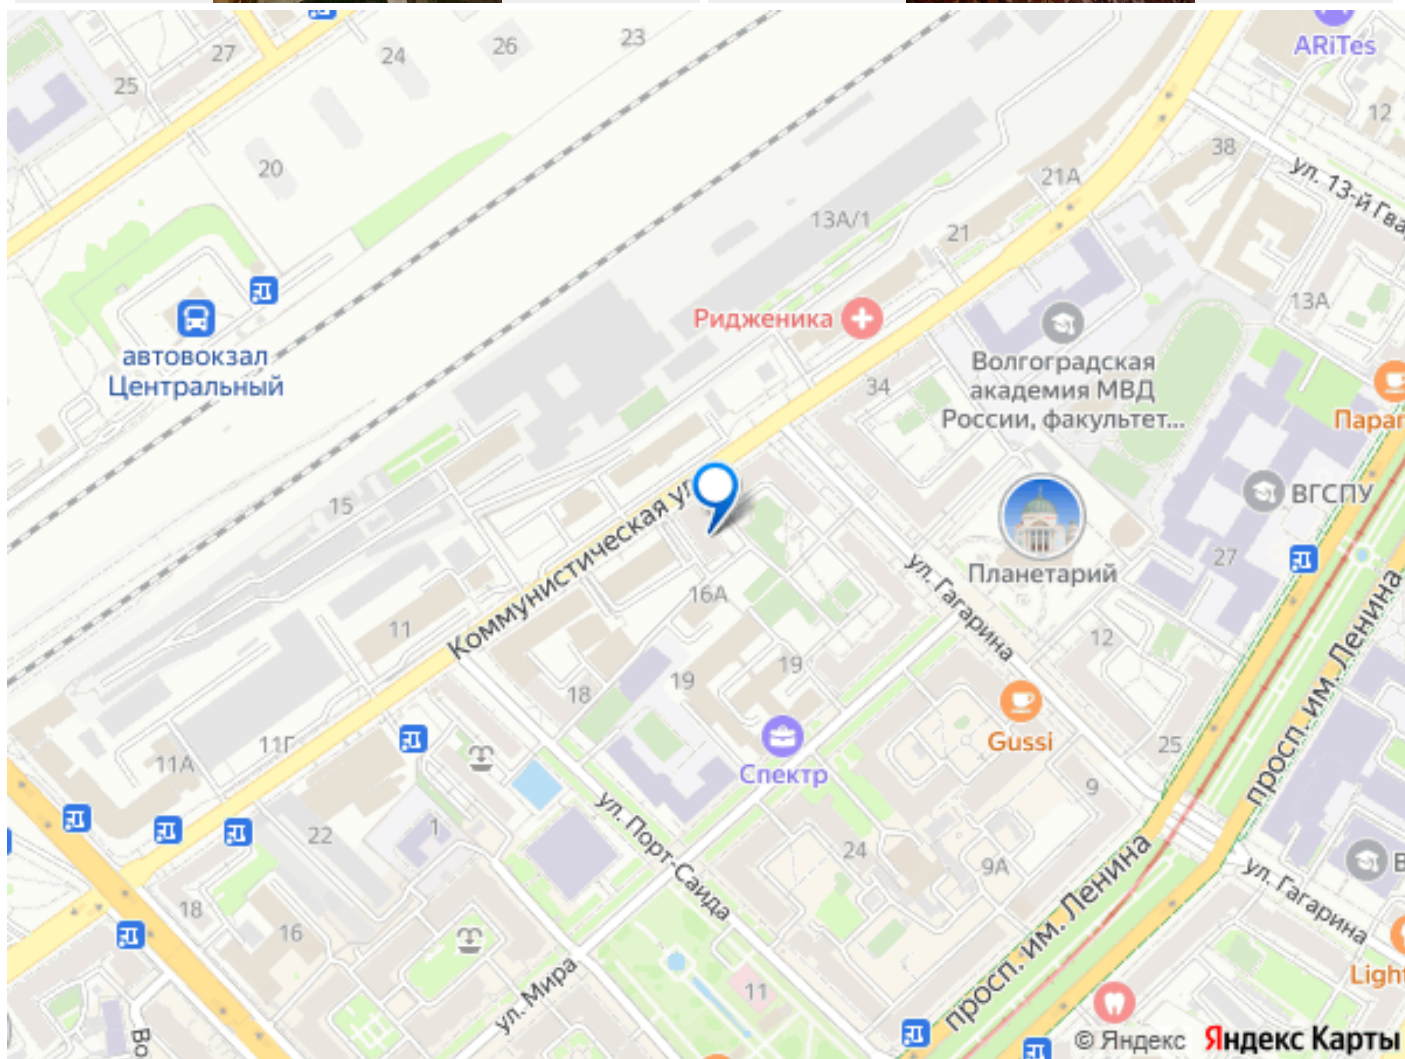 23
26
ARiTes
27
24
25
12
38
20
ул. 13-й Гва
21А
13А/1
21
13А
Ридженика
автовокзал
Центральный
Волгоградская
академия МВД
России, факультет...
34
ВГСПУ
15
Коммунистическая ул
Планетарий
27
ул. Гагарина
16А
11
12
19
19
18
просп. им. Ленина
Gussi
25
11Г
11А
Спектр
9
22
1
ул. Порт-Саида
24
9А
ул. Гагарина
18
16
просп. им. Ленина
Light
ул. Мира
11
Во
© Яндекс Яндекс Карты